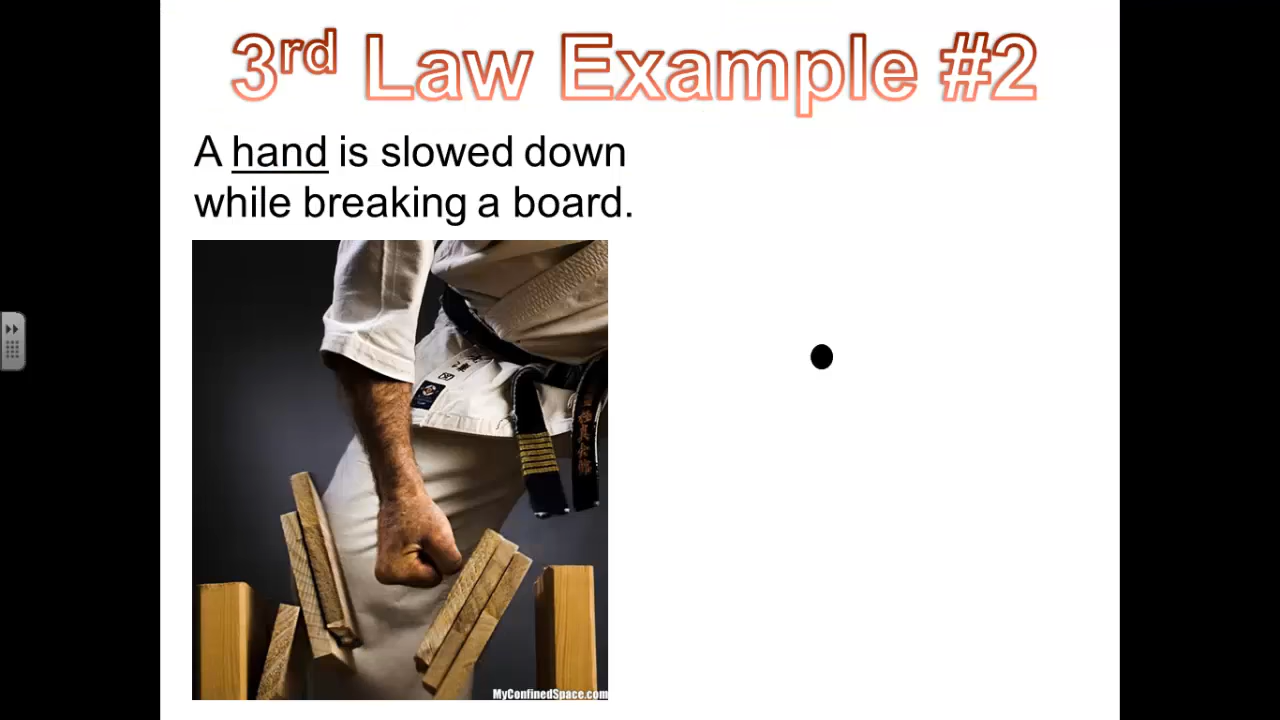 3rd Law Example #2
A hand is slowed down
while breaking a board.
MyConfinedSpace.com